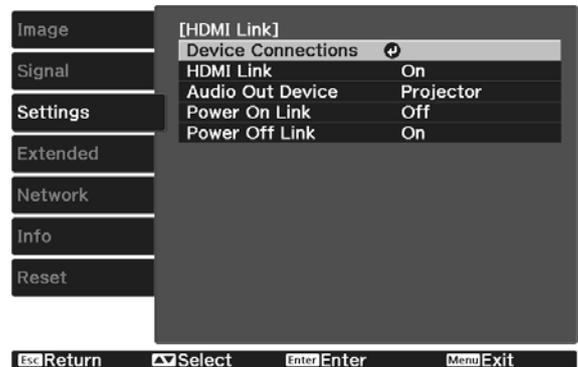 Image
Signal
Settings
Extended
Network
Info
Reset
[HDMI Link]
Device Connections
HDMI Link On
Audio Out Device Projector
Power On Link Off
Power Off Link On
Esc Return Select Enter Enter Menu Exit